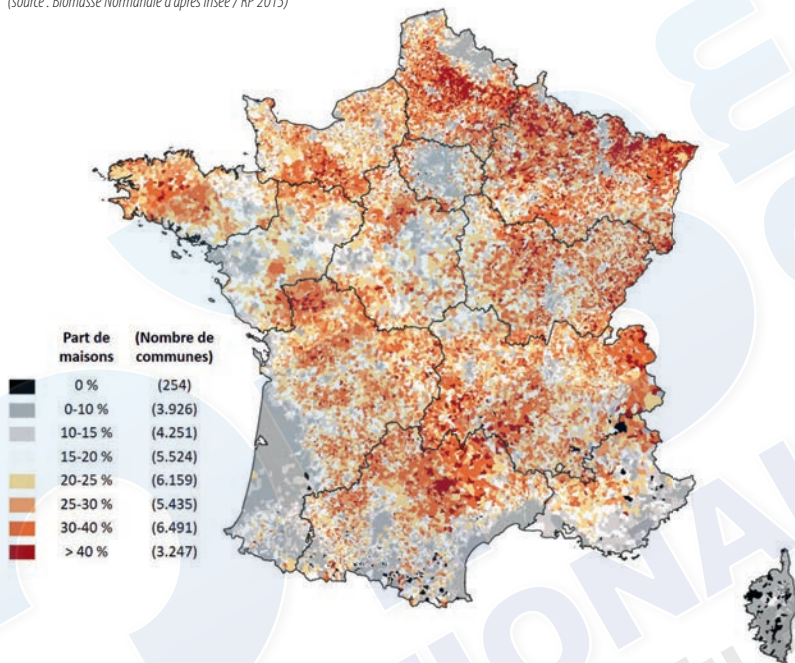 (source : Biomasse Normandie d'après Insee / RP 2015)
Part de maisons (Nombre de communes)
0 % (254)
0-10 % (3.926)
10-15 % (4.251)
15-20 % (5.524)
20-25 % (6.159)
25-30 % (5.435)
30-40 % (6.491)
> 40 % (3.247)